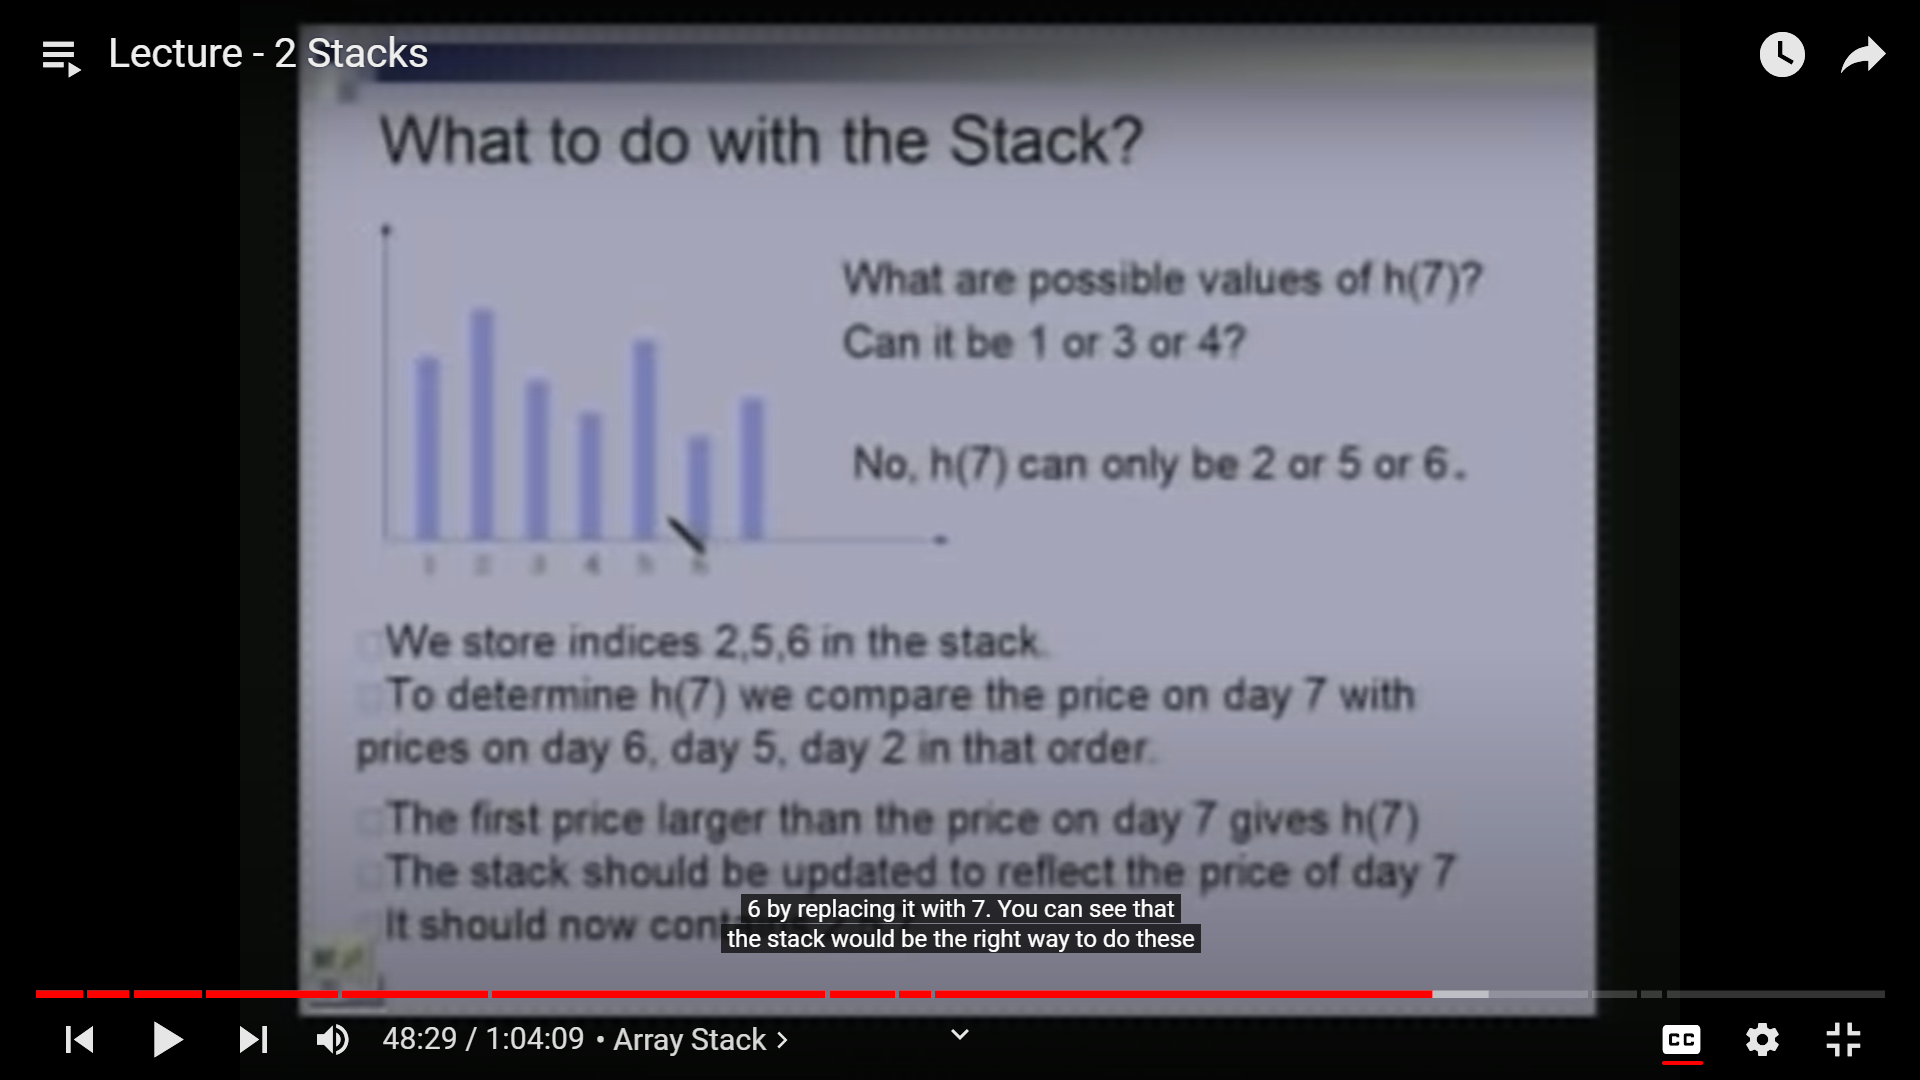 Lecture - 2 Stacks
What to do with the Stack?
What are possible values of h(7)?
Can it be 1 or 3 or 4?
No, h(7) can only be 2 or 5 or 6.
1 2 3 4 5 6
We store indices 2,5,6 in the stack.
To determine h(7) we compare the price on day 7 with
prices on day 6, day 5, day 2 in that order.
The first price larger than the price on day 7 gives h(7)
The stack should be updated to reflect the price of day 7
It should now
6 by replacing it with 7. You can see that
the stack would be the right way to do these
48:29 / 1:04:09 • Array Stack >
CC